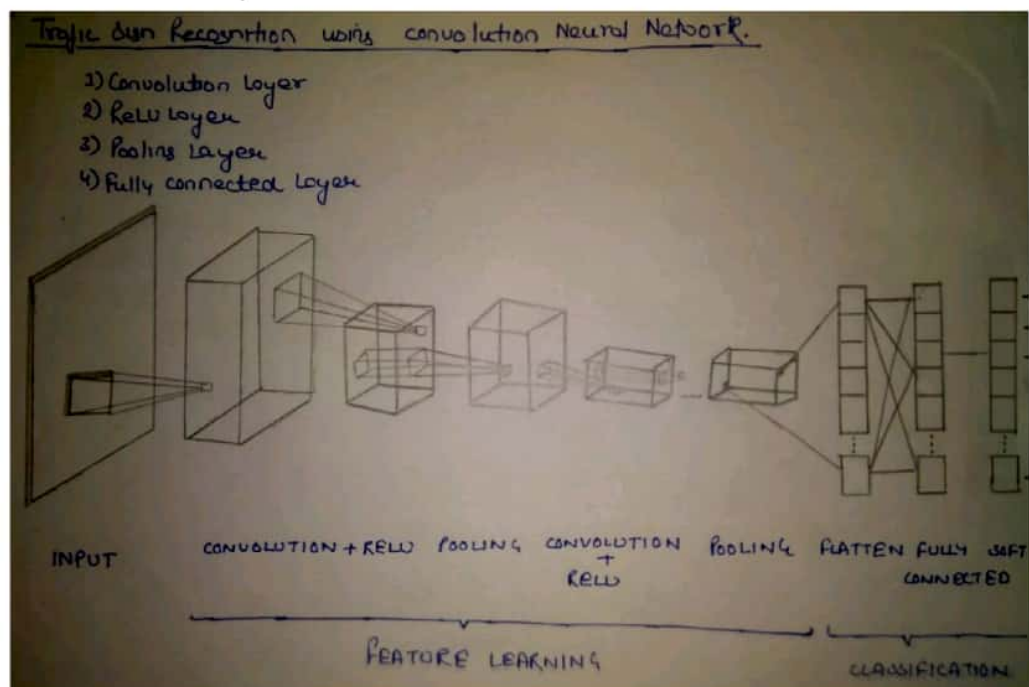 Trafic Sign Recognition using convolution Neural Network.
1) Convolution Layer
2) ReLU Layer
3) Pooling Layer
4) Fully connected Layer
INPUT
CONVOLUTION + RELU
POOLING
CONVOLUTION
+
RELU
POOLING
FLATTEN
FULLY
CONNECTED
SOFT
FEATURE LEARNING
CLASSIFICATION